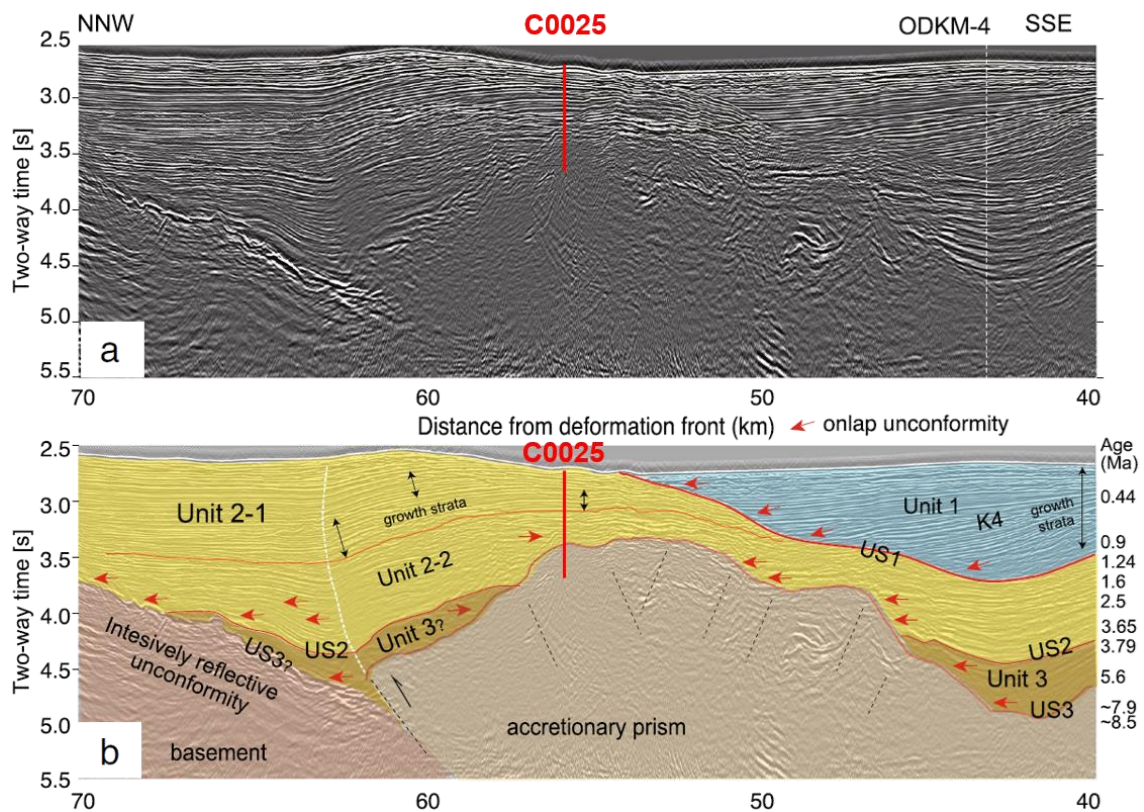 NNW C0025 ODKM-4 SSE
2.5
3.0
3.5
4.0
4.5
5.0
5.5
Two-way time [s]
a
70 60 50 40
Distance from deformation front (km) onlap unconformity
C0025
Age
(Ma)
2.5
3.0
3.5
4.0
4.5
5.0
5.5
Two-way time [s]
Unit 2-1
growth strata
Unit 2-2
Unit 1
K4
growth
strata
US1
0.44
0.9
1.24
1.6
2.5
3.65
3.79
5.6
~7.9
~8.5
US3?
US2
Unit 3?
US2
Unit 3
US3
Intesively reflective
unconformity
accretionary prism
basement
b
70 60 50 40